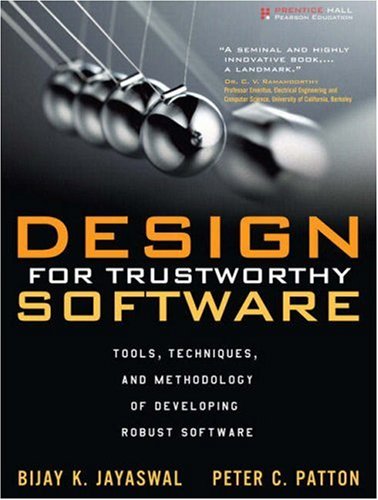 PRENTICE HALL
PEARSON EDUCATION
"A SEMINAL AND HIGHLY
INNOVATIVE BOOK,...
A LANDMARK."
DR. C. V. RAMAMOORTHY
Professor Emeritus, Electrical Engineering and
Computer Science, University of California, Berkeley
DESIGN
FOR TRUSTWORTHY
SOFTWARE
TOOLS, TECHNIQUES,
AND METHODOLOGY
OF DEVELOPING
ROBUST SOFTWARE
BIJAY K. JAYASWAL PETER C. PATTON